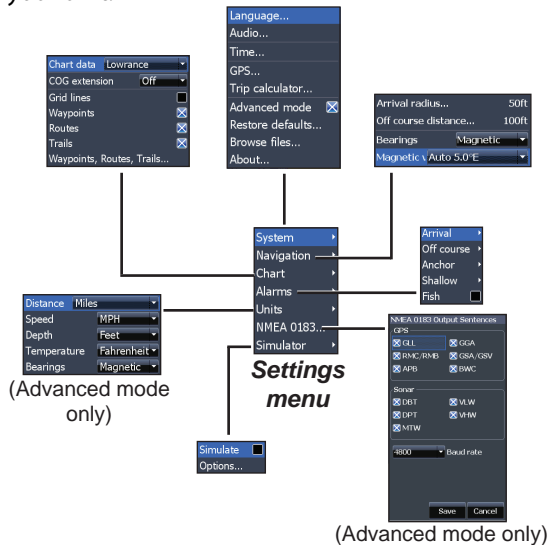 Language...
Audio...
Time...
GPS...
Trip calculator...
Advanced mode
Restore defaults...
Browse files...
About...
Chart data Lowrance
COG extension Off
Grid lines
Waypoints
Routes
Trails
Waypoints, Routes, Trails...
Arrival radius... 50ft
Off course distance... 100ft
Bearings Magnetic
Magnetic v Auto 5.0°E
System
Navigation
Chart
Alarms
Units
NMEA 0183...
Simulator
Settings
menu
Arrival
Off course
Anchor
Shallow
Fish
Distance Miles
Speed MPH
Depth Feet
Temperature Fahrenheit
Bearings Magnetic
(Advanced mode
only)
NMEA 0183 Output Sentences
GPS
GLL GGA
RMC/RMB GSA/GSV
APB BWC
Sonar
DBT VLW
DPT VHW
MTW
4800 Baud rate
Save Cancel
(Advanced mode only)
Simulate
Options...